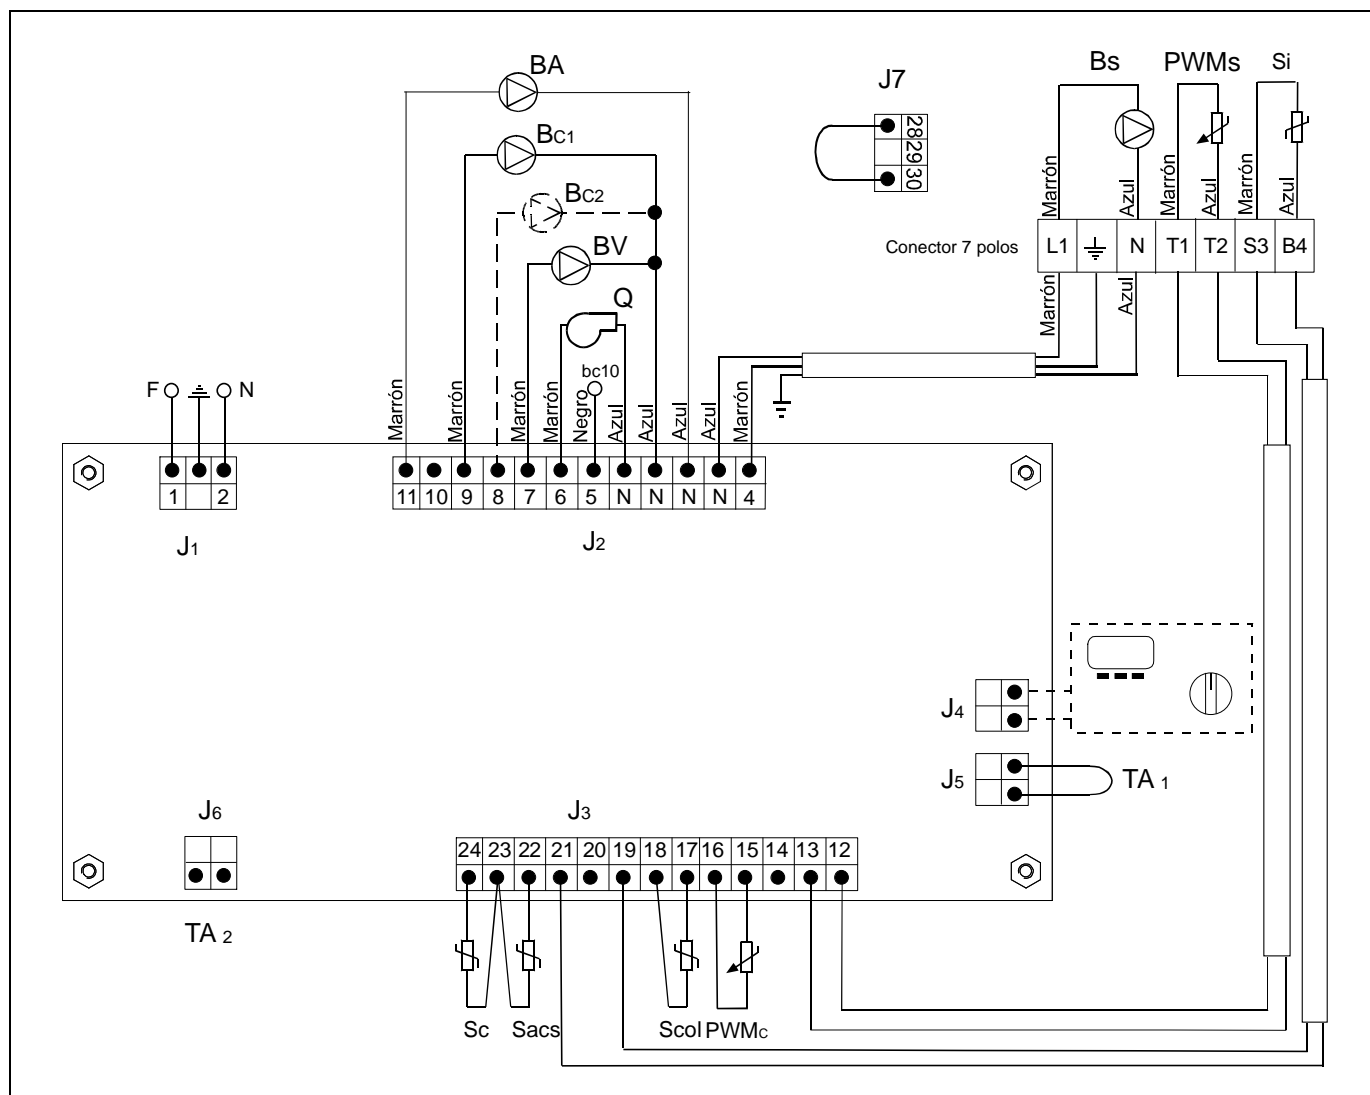 BA
BC1
BC2
BV
Q
bc10
J7
28 29 30
Bs PWMs Si
Marrón Azul Marrón Azul Marrón Azul
Conector 7 polos
L1 N T1 T2 S3 B4
Marrón Azul
F N
Marrón Marrón Marrón Marrón Negro Azul Azul Azul Azul Marrón
1 2
11 10 9 8 7 6 5 N N N N 4
J1
J2
J4
J5
TA 1
J6
J3
24 23 22 21 20 19 18 17 16 15 14 13 12
TA 2
Sc Sacs Scol PWMC